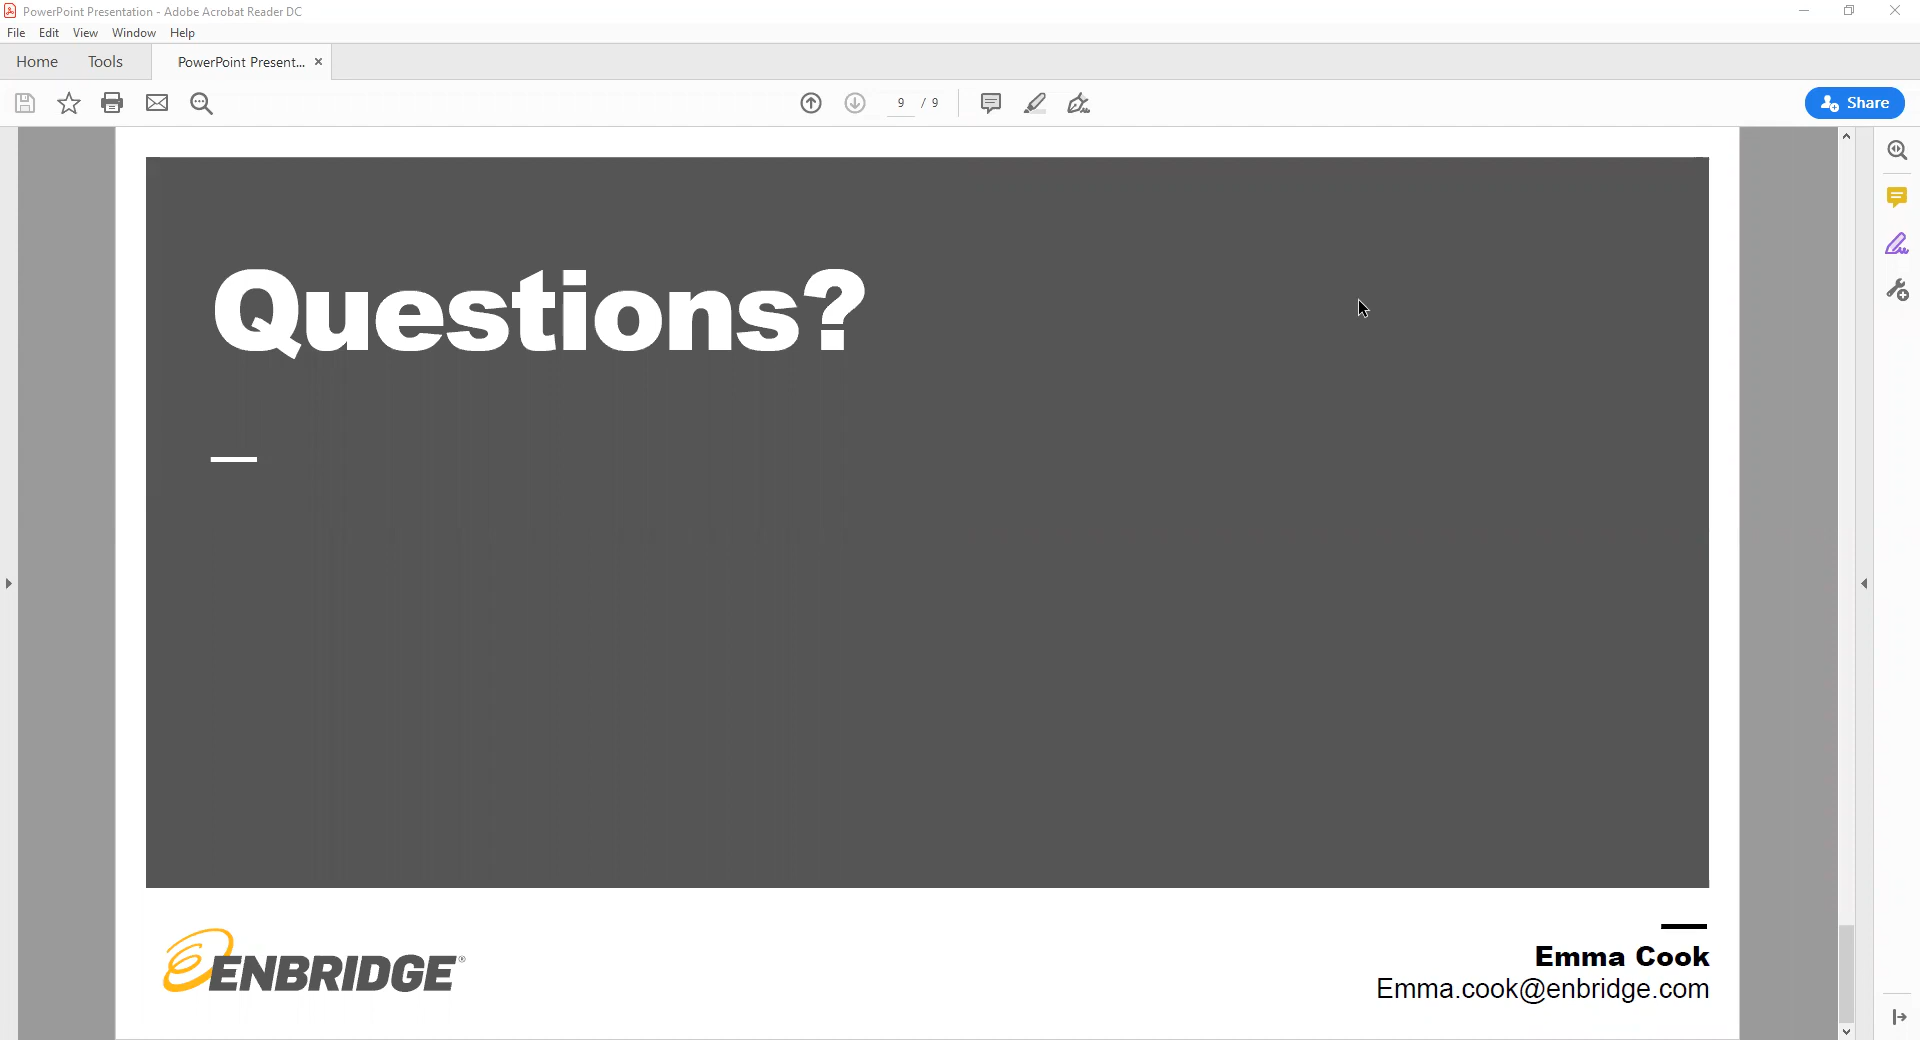 PowerPoint Presentation - Adobe Acrobat Reader DC
File Edit View Window Help
Home Tools PowerPoint Present... ×
9 / 9
Share
Questions?
ENBRIDGE®
Emma Cook
Emma.cook@enbridge.com